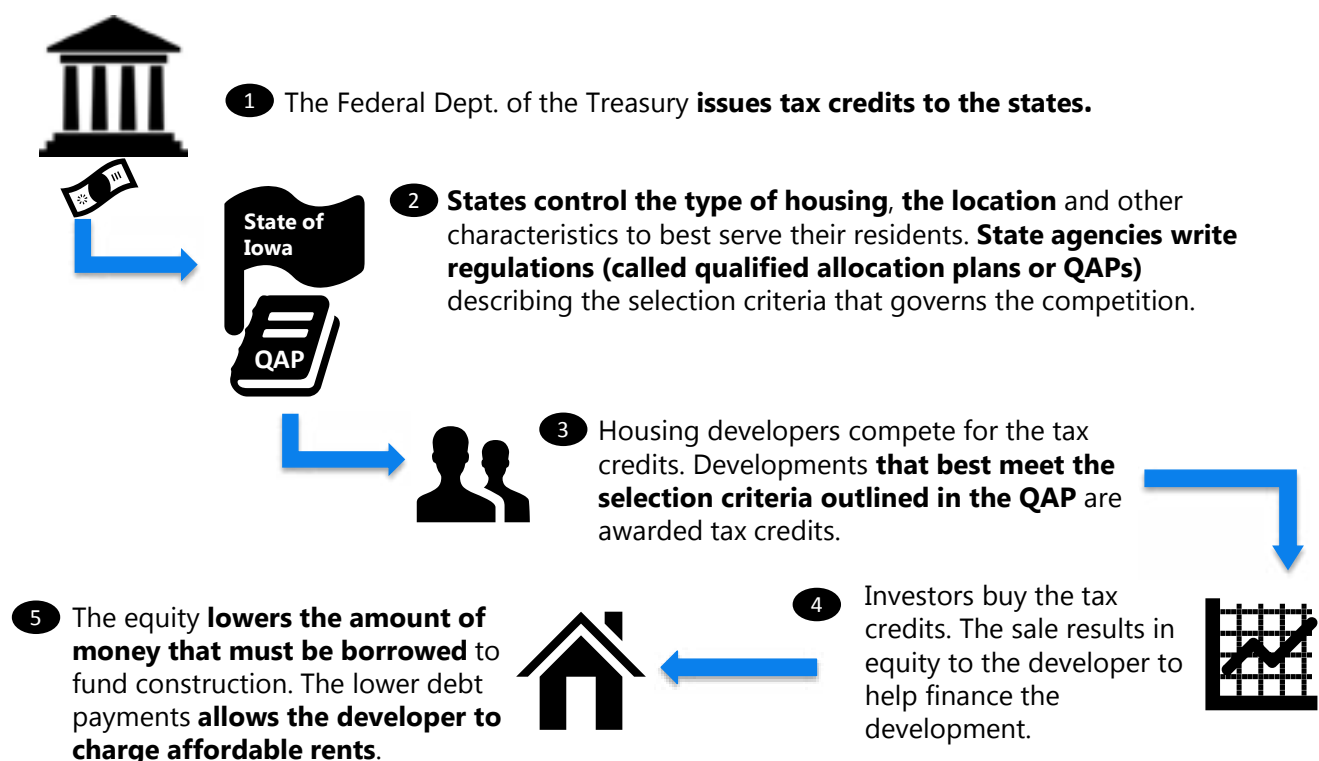 1 The Federal Dept. of the Treasury issues tax credits to the states.
State of
Iowa
QAP
2 States control the type of housing, the location and other
characteristics to best serve their residents. State agencies write
regulations (called qualified allocation plans or QAPs)
describing the selection criteria that governs the competition.
3 Housing developers compete for the tax
credits. Developments that best meet the
selection criteria outlined in the QAP are
awarded tax credits.
4 Investors buy the tax
credits. The sale results in
equity to the developer to
help finance the
development.
5 The equity lowers the amount of
money that must be borrowed to
fund construction. The lower debt
payments allows the developer to
charge affordable rents.